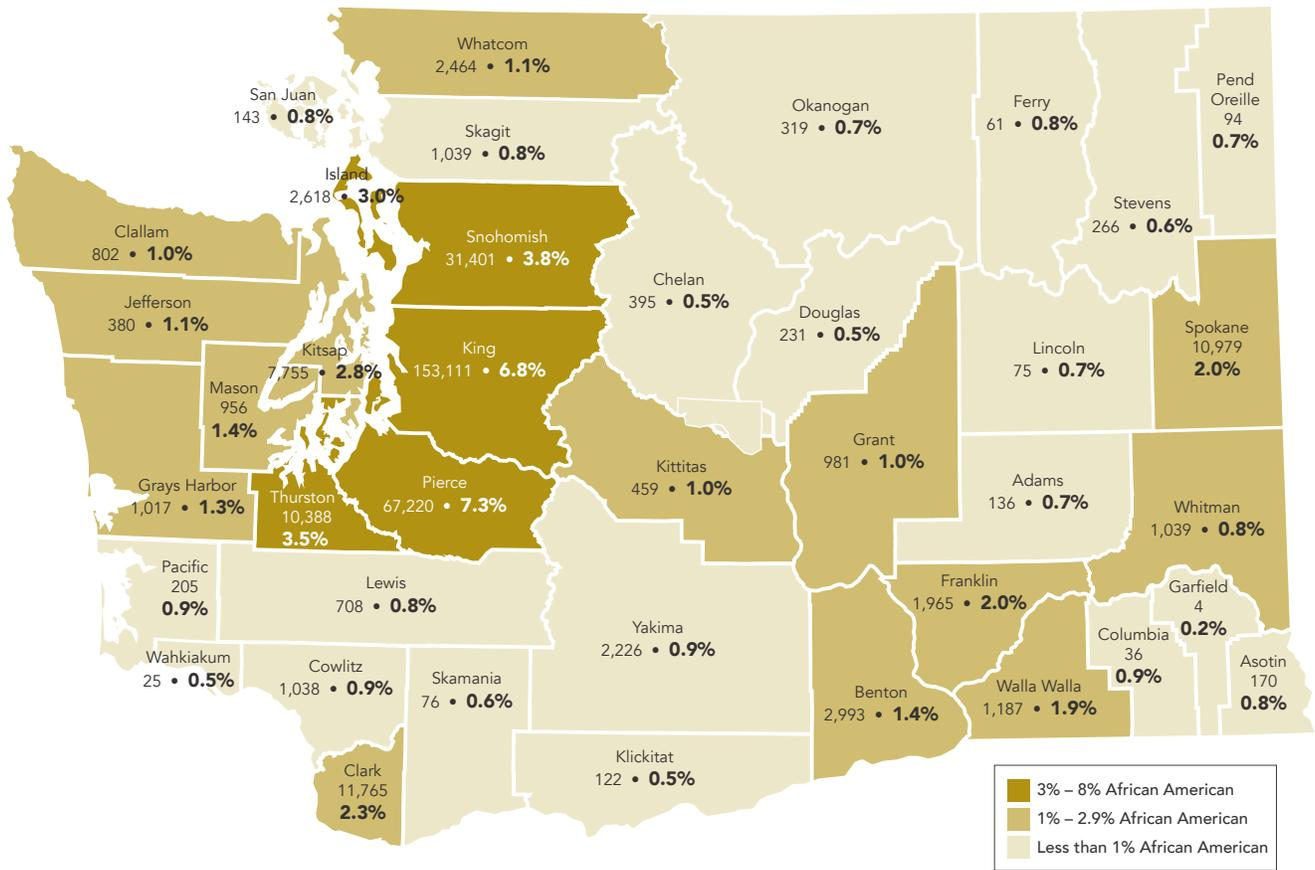 Whatcom
2,464 • 1.1%
San Juan
143 • 0.8%
Skagit
1,039 • 0.8%
Okanogan
319 • 0.7%
Ferry
61 • 0.8%
Pend
Oreille
94
0.7%
Island
2,618 • 3.0%
Stevens
266 • 0.6%
Clallam
802 • 1.0%
Snohomish
31,401 • 3.8%
Chelan
395 • 0.5%
Jefferson
380 • 1.1%
Douglas
231 • 0.5%
Spokane
10,979
2.0%
Kitsap
7,755 • 2.8%
King
153,111 • 6.8%
Lincoln
75 • 0.7%
Mason
956
1.4%
Grant
981 • 1.0%
Kittitas
459 • 1.0%
Grays Harbor
1,017 • 1.3%
Thurston
10,388
3.5%
Pierce
67,220 • 7.3%
Adams
136 • 0.7%
Whitman
1,039 • 0.8%
Pacific
205
0.9%
Lewis
708 • 0.8%
Franklin
1,965 • 2.0%
Garfield
4
0.2%
Yakima
2,226 • 0.9%
Columbia
36
0.9%
Wahkiakum
25 • 0.5%
Cowlitz
1,038 • 0.9%
Skamania
76 • 0.6%
Asotin
170
0.8%
Benton
2,993 • 1.4%
Walla Walla
1,187 • 1.9%
Klickitat
122 • 0.5%
Clark
11,765
2.3%
3% – 8% African American
1% – 2.9% African American
Less than 1% African American